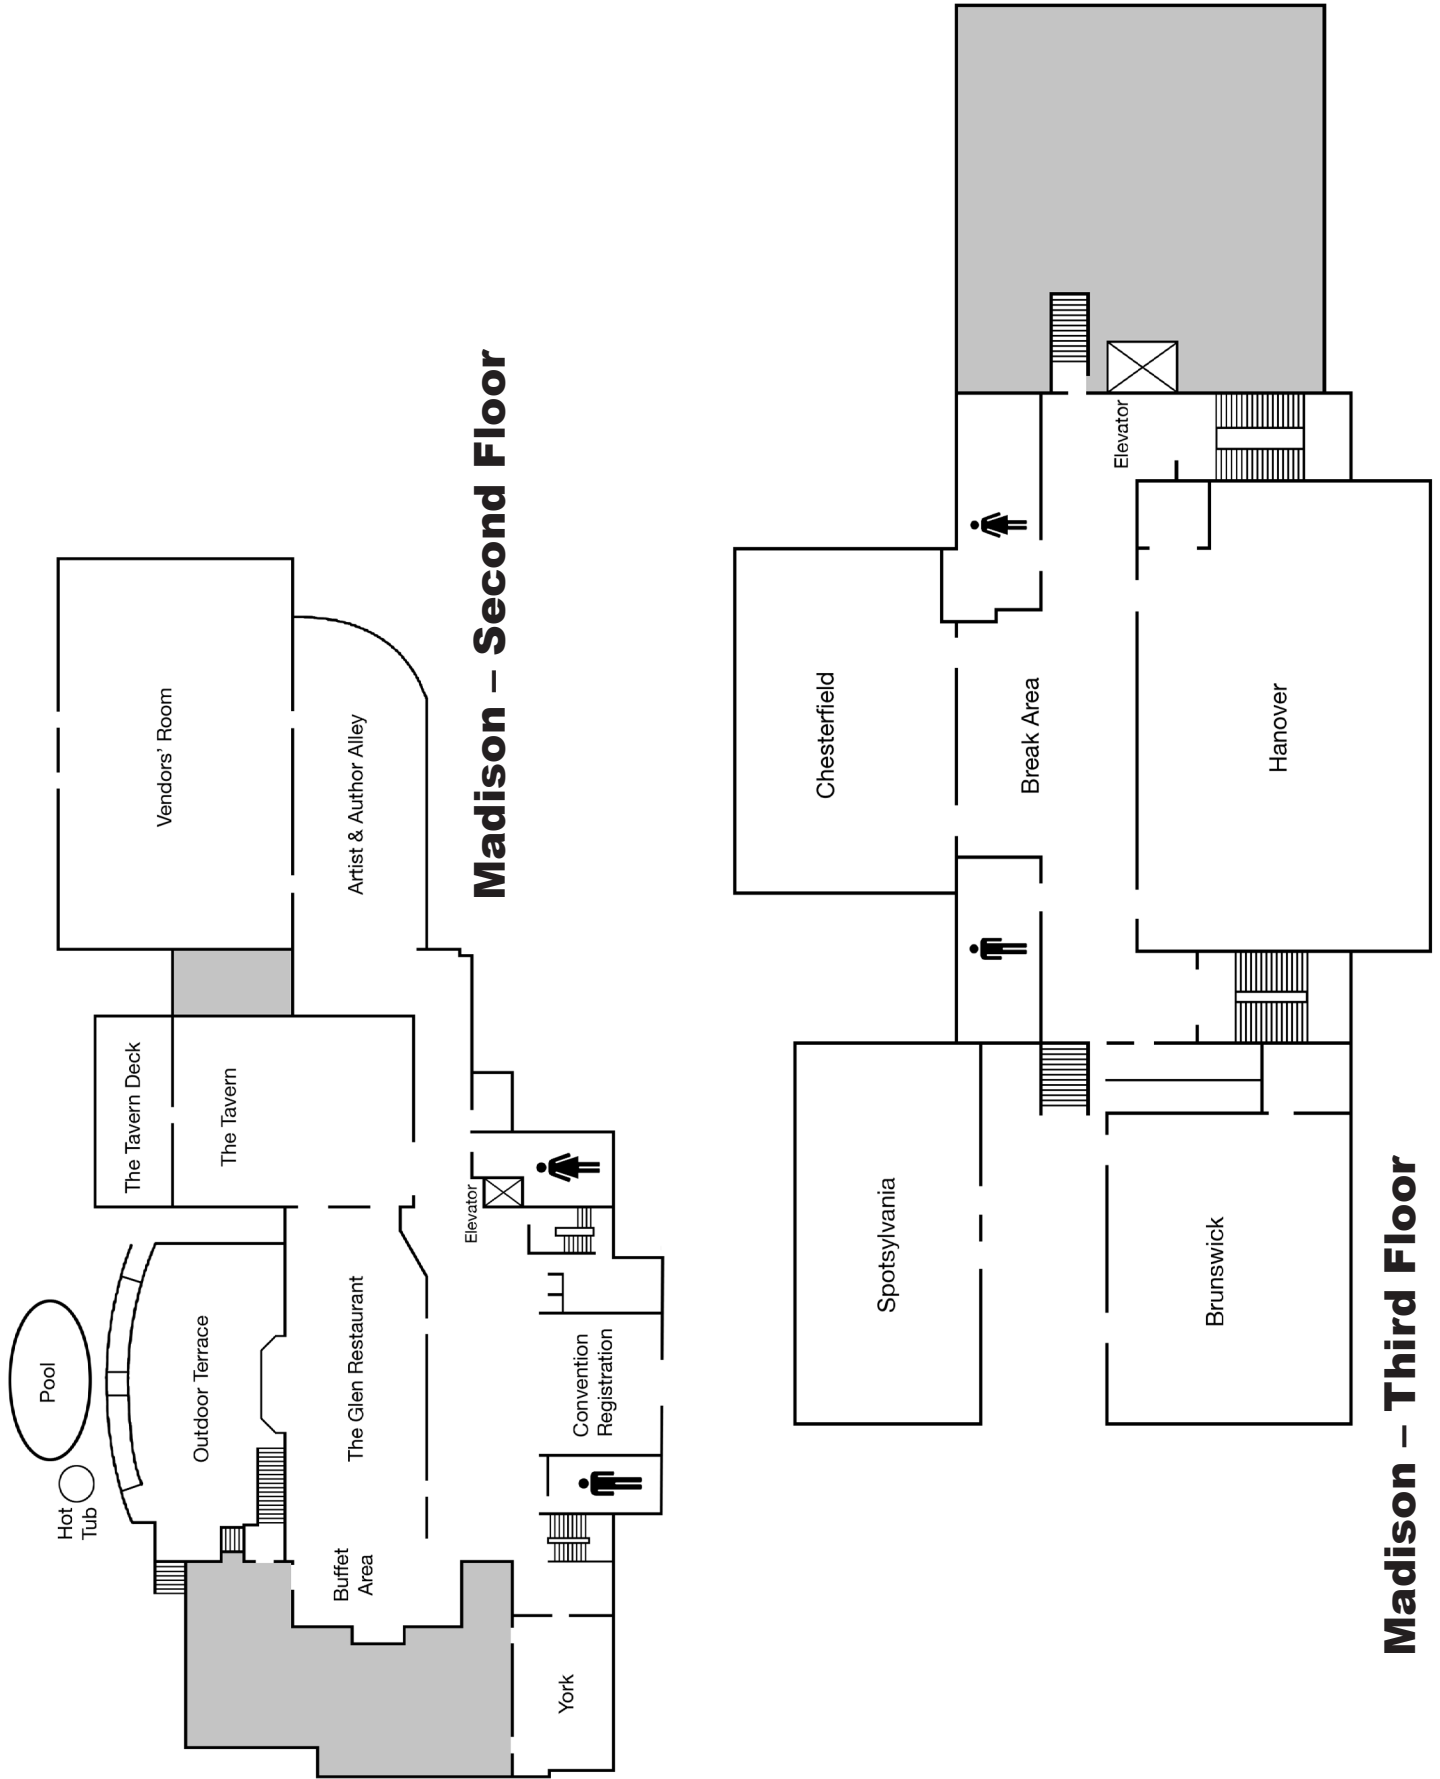 Pool
Hot
Tub
Outdoor Terrace
The Tavern Deck
The Tavern
Vendors’ Room
Buffet
Area
The Glen Restaurant
Artist & Author Alley
Elevator
York
Convention
Registration
Madison – Second Floor
Spotsylvania
Chesterfield
Break Area
Elevator
Brunswick
Hanover
Madison – Third Floor